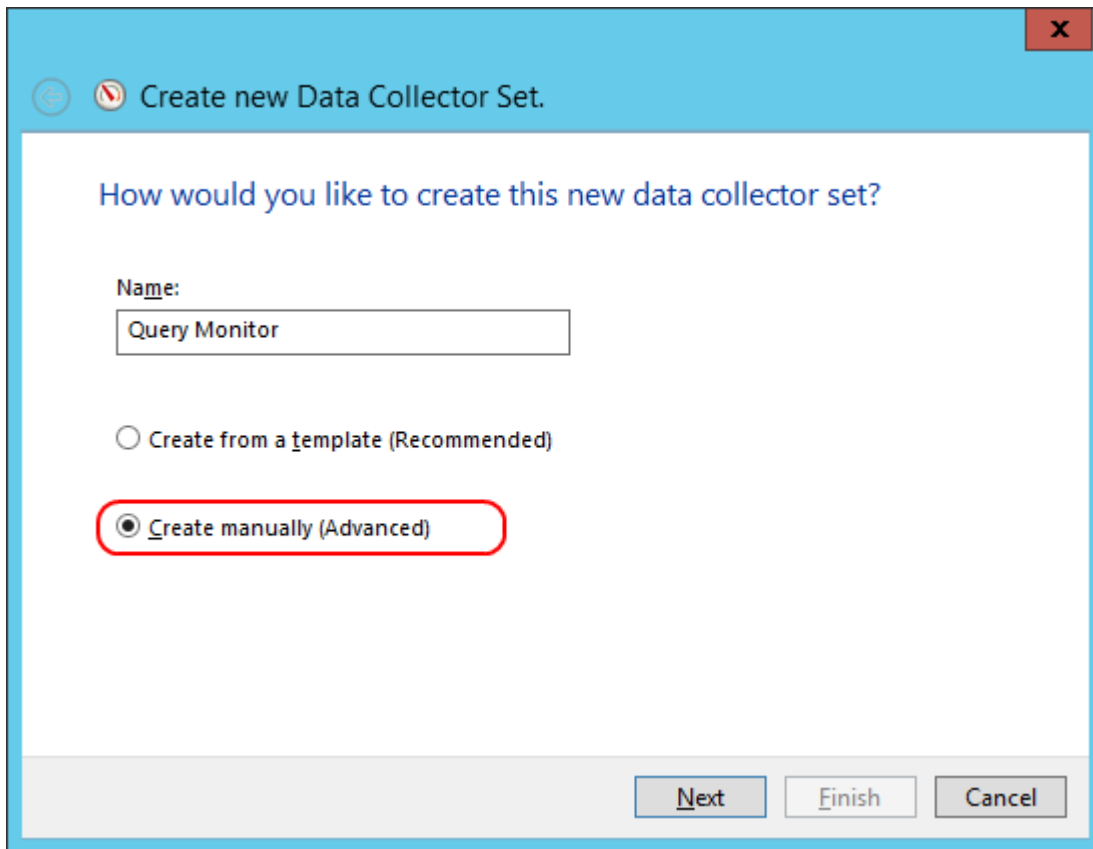 x
Create new Data Collector Set.
How would you like to create this new data collector set?
Name:
Query Monitor
Create from a template (Recommended)
Create manually (Advanced)
Next
Finish
Cancel